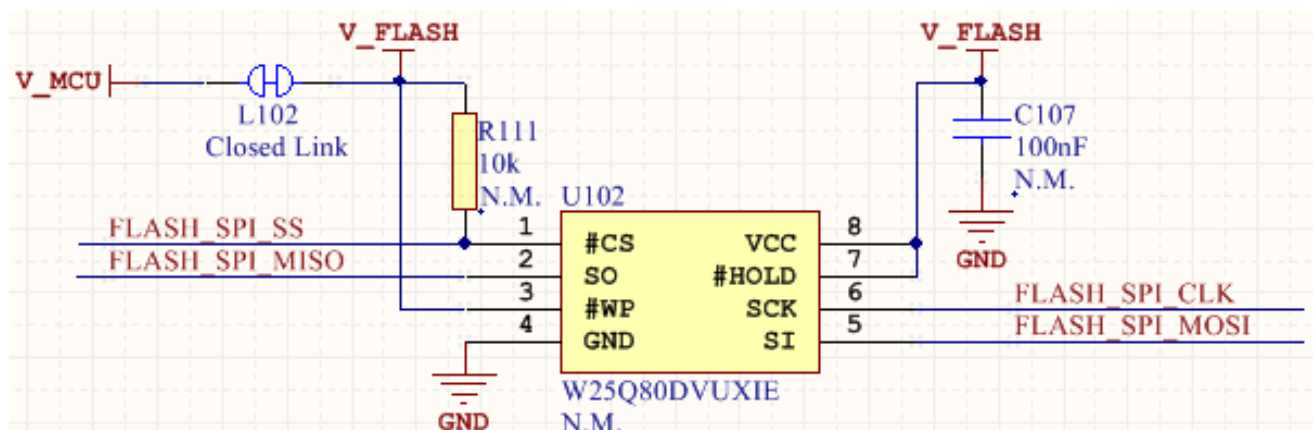 V_FLASH
V_FLASH
V_MCU
L102
Closed Link
R111
10k
N.M.
C107
100nF
N.M.
U102
FLASH_SPI_SS
1
#CS
VCC
8
GND
FLASH_SPI_MISO
2
SO
#HOLD
7
3
#WP
SCK
6
FLASH_SPI_CLK
4
GND
SI
5
FLASH_SPI_MOSI
GND
W25Q80DVUXIE
N.M.